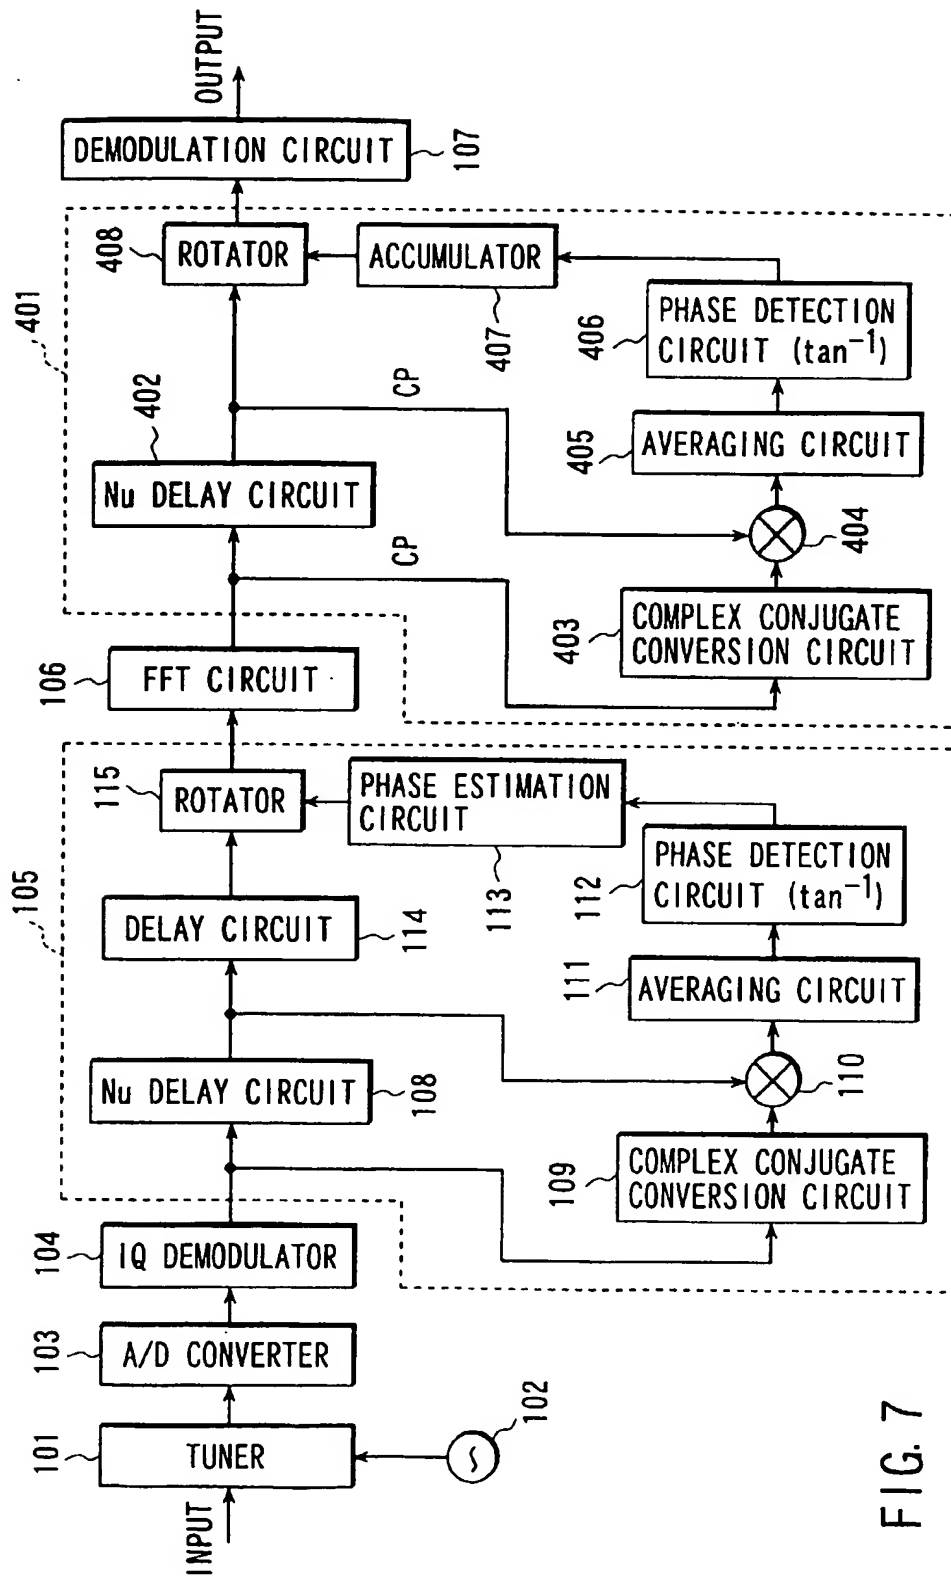 INPUT
101
TUNER
102
103
A/D CONVERTER
104
IQ DEMODULATOR
105
Nu DELAY CIRCUIT
108
109
COMPLEX CONJUGATE
CONVERSION CIRCUIT
110
111
AVERAGING CIRCUIT
112
PHASE DETECTION
CIRCUIT (tan⁻¹)
DELAY CIRCUIT
114
113
PHASE ESTIMATION
CIRCUIT
115
ROTATOR
106
FFT CIRCUIT
401
402
Nu DELAY CIRCUIT
CP
CP
403
COMPLEX CONJUGATE
CONVERSION CIRCUIT
404
405
AVERAGING CIRCUIT
406
PHASE DETECTION
CIRCUIT (tan⁻¹)
407
ACCUMULATOR
408
ROTATOR
DEMODULATION CIRCUIT
107
OUTPUT
FIG. 7